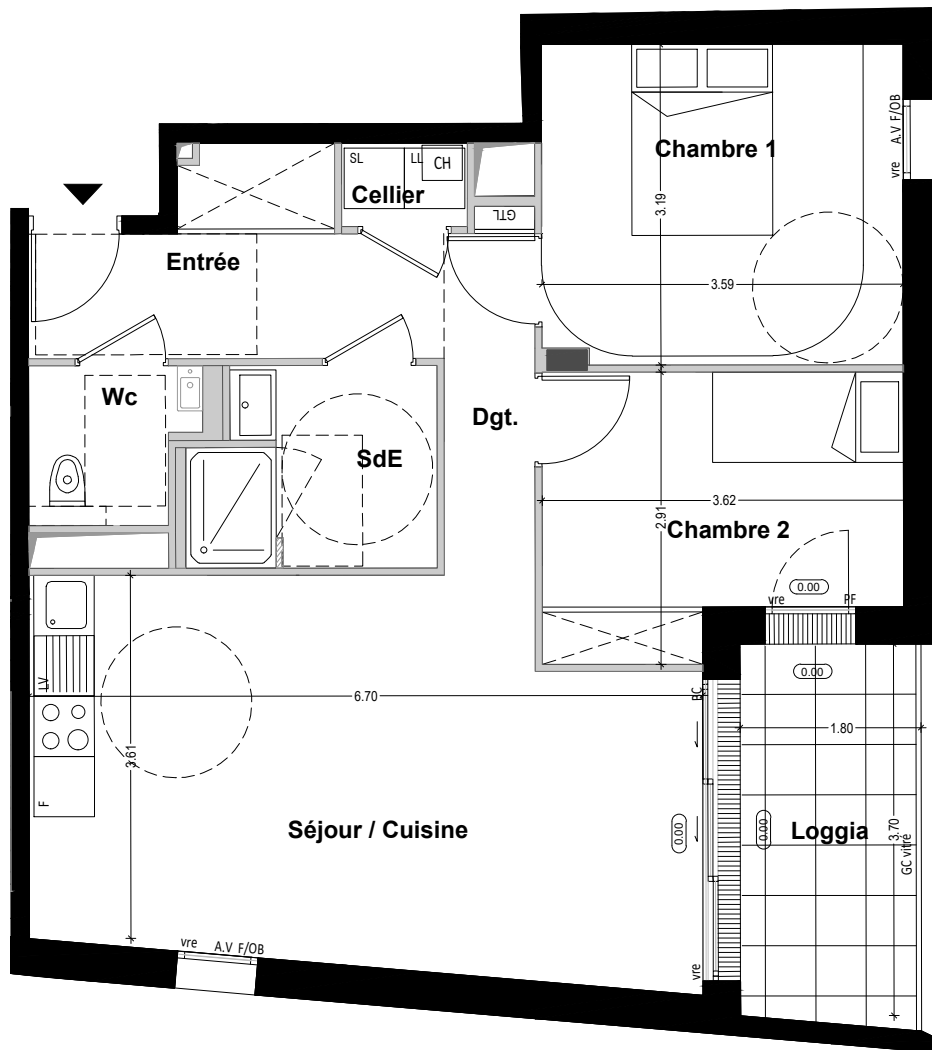 Chambre 1
vre A.V F/OB
3.19
3.59
SL
LL
CH
Cellier
GTL
Entrée
Wc
SdE
Dgt.
3.62
2.91
Chambre 2
0.00
vre
PF
0.00
BC
6.70
1.80
LV
3.61
F
Séjour / Cuisine
0.00
0.00
Loggia
3.70
GC vitré
vre A.V F/OB
vre